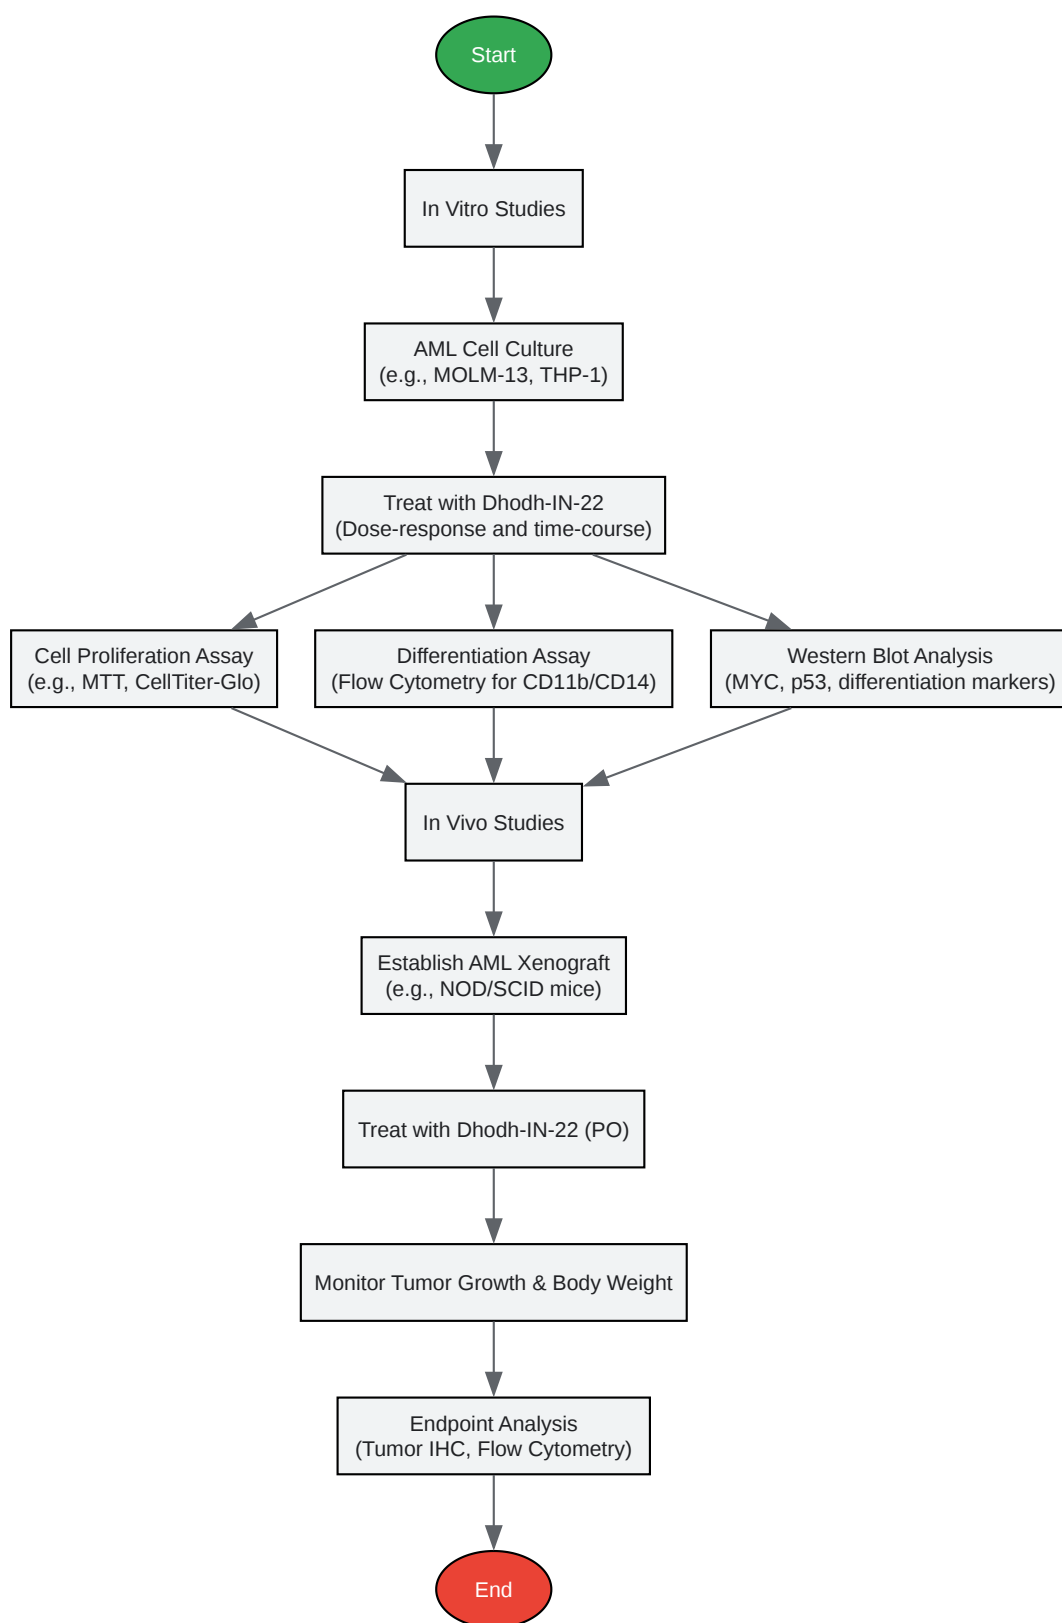 Start
In Vitro Studies
AML Cell Culture
(e.g., MOLM-13, THP-1)
Treat with Dhodh-IN-22
(Dose-response and time-course)
Cell Proliferation Assay
(e.g., MTT, CellTiter-Glo)
Differentiation Assay
(Flow Cytometry for CD11b/CD14)
Western Blot Analysis
(MYC, p53, differentiation markers)
In Vivo Studies
Establish AML Xenograft
(e.g., NOD/SCID mice)
Treat with Dhodh-IN-22 (PO)
Monitor Tumor Growth & Body Weight
Endpoint Analysis
(Tumor IHC, Flow Cytometry)
End